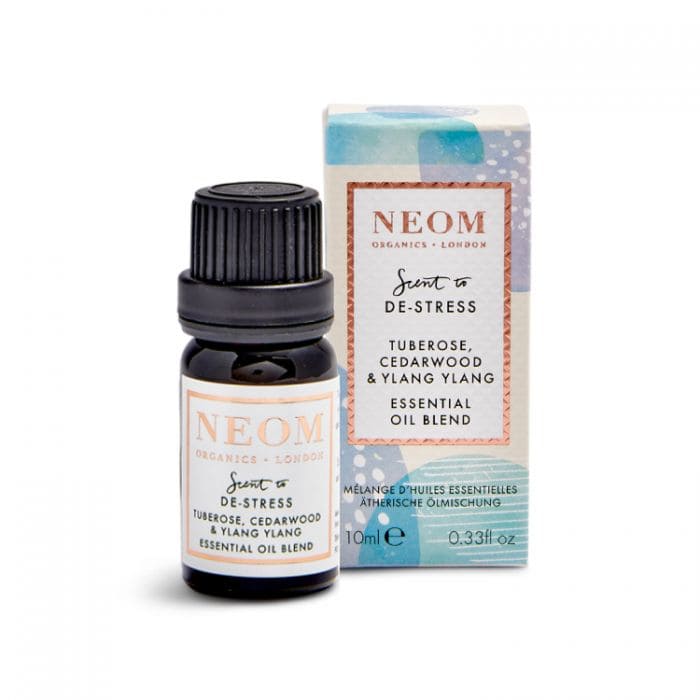 NEOM
ORGANICS • LONDON
Scent to
DE-STRESS
TUBEROSE,
CEDARWOOD
& YLANG YLANG
ESSENTIAL
OIL BLEND
MÉLANGE D'HUILES ESSENTIELLES
ÄTHERISCHE ÖLMISCHUNG
10ml ℮ 0.33fl oz
NEOM
ORGANICS • LONDON
Scent to
DE-STRESS
TUBEROSE, CEDARWOOD
& YLANG YLANG
ESSENTIAL OIL BLEND